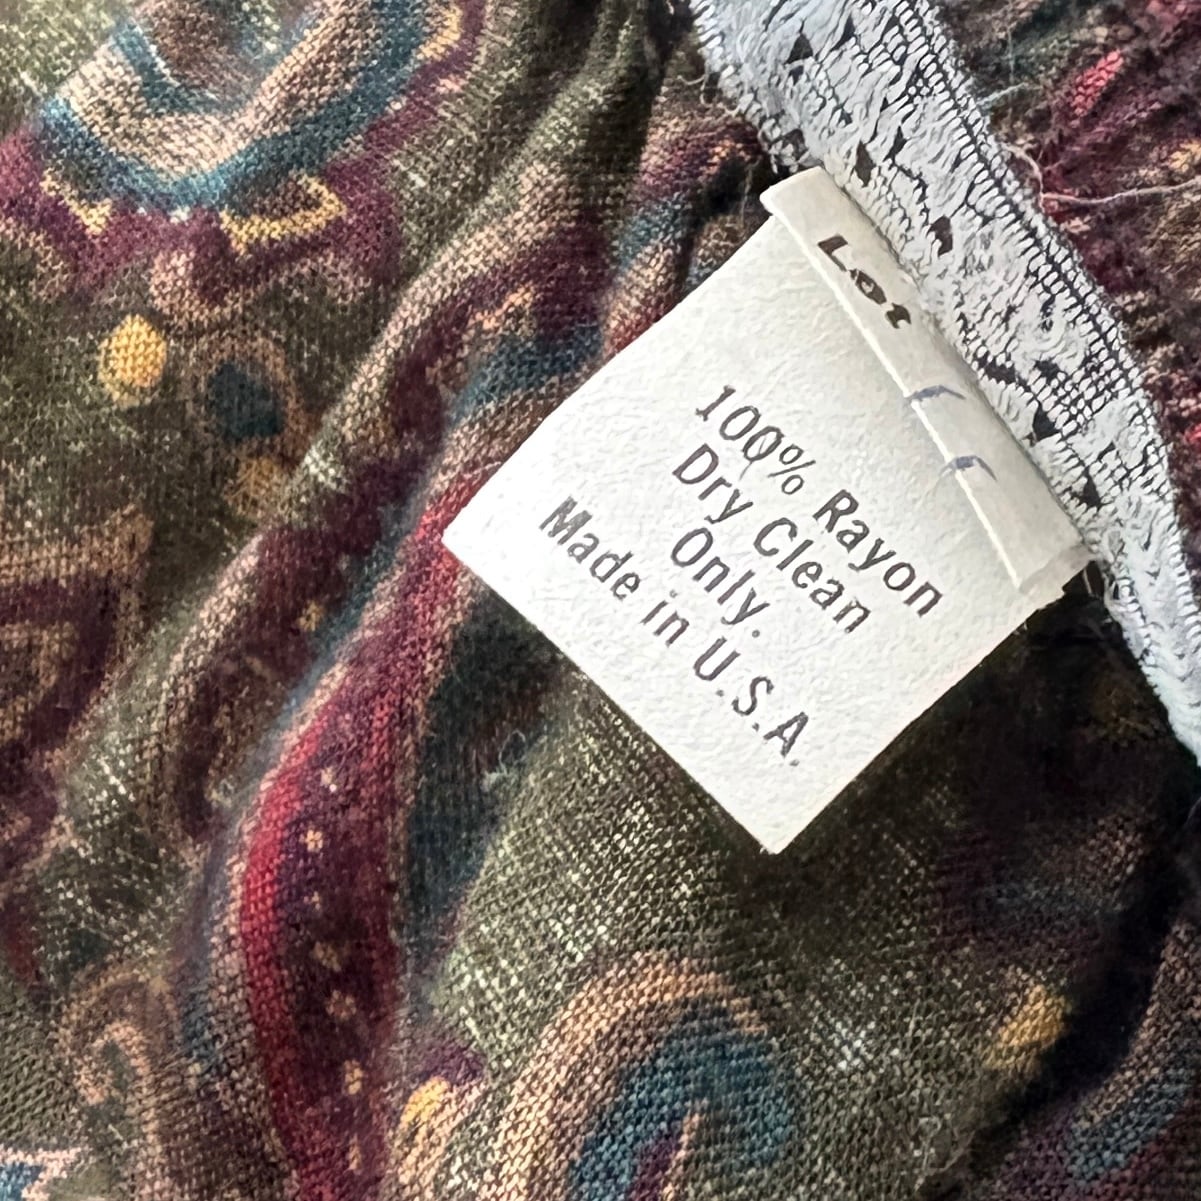 Lot
100% Rayon
Dry Clean
Only.
Made in U.S.A.